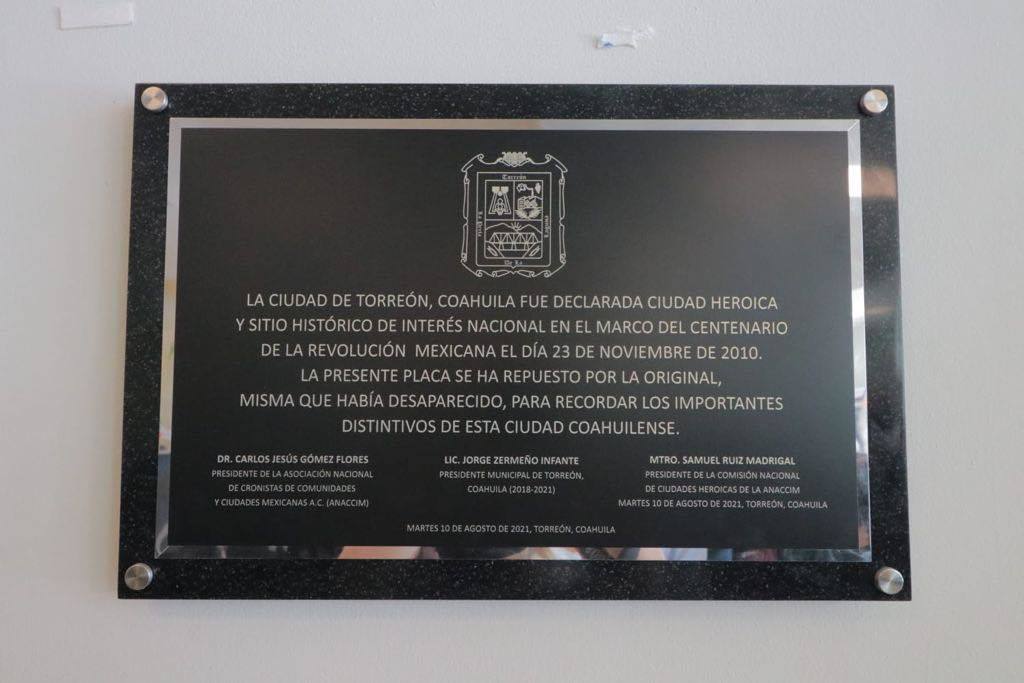 Torreón
La Perla
Laguna
De La
LA CIUDAD DE TORREÓN, COAHUILA FUE DECLARADA CIUDAD HEROICA
Y SITIO HISTÓRICO DE INTERÉS NACIONAL EN EL MARCO DEL CENTENARIO
DE LA REVOLUCIÓN MEXICANA EL DÍA 23 DE NOVIEMBRE DE 2010.
LA PRESENTE PLACA SE HA REPUESTO POR LA ORIGINAL,
MISMA QUE HABÍA DESAPARECIDO, PARA RECORDAR LOS IMPORTANTES
DISTINTIVOS DE ESTA CIUDAD COAHUILENSE.
DR. CARLOS JESÚS GÓMEZ FLORES
PRESIDENTE DE LA ASOCIACIÓN NACIONAL
DE CRONISTAS DE COMUNIDADES
Y CIUDADES MEXICANAS A.C. (ANACCIM)
LIC. JORGE ZERMEÑO INFANTE
PRESIDENTE MUNICIPAL DE TORREÓN,
COAHUILA (2018-2021)
MTRO. SAMUEL RUIZ MADRIGAL
PRESIDENTE DE LA COMISIÓN NACIONAL
DE CIUDADES HEROICAS DE LA ANACCIM
MARTES 10 DE AGOSTO DE 2021, TORREÓN, COAHUILA
MARTES 10 DE AGOSTO DE 2021, TORREÓN, COAHUILA